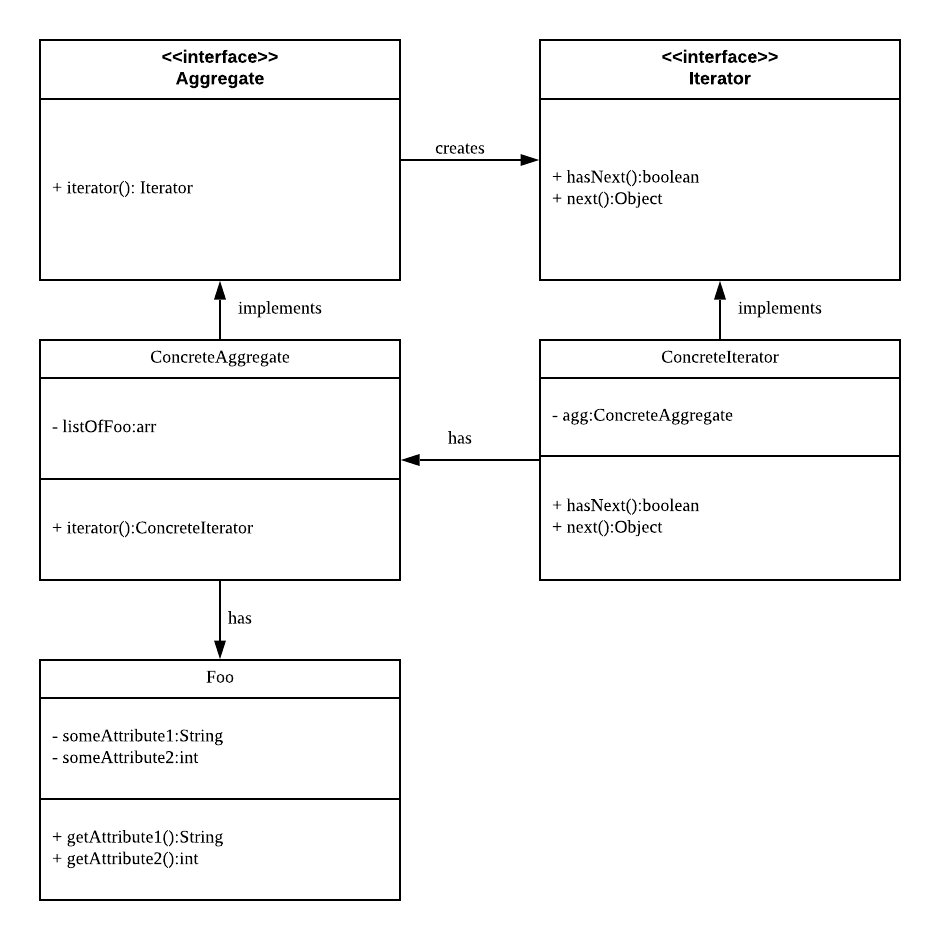 <<interface>>
Aggregate
+ iterator(): Iterator
creates
<<interface>>
Iterator
+ hasNext():boolean
+ next():Object
implements
implements
ConcreteAggregate
- listOfFoo:arr
+ iterator():ConcreteIterator
has
ConcreteIterator
- agg:ConcreteAggregate
+ hasNext():boolean
+ next():Object
has
Foo
- someAttribute1:String
- someAttribute2:int
+ getAttribute1():String
+ getAttribute2():int